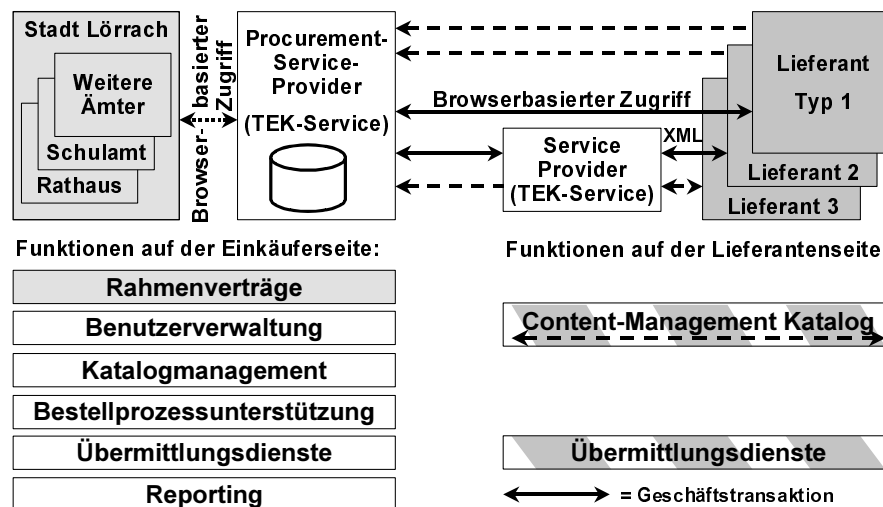 Stadt Lörrach
Weitere
Ämter
Schulamt
Rathaus
Browser- basierter
Zugriff
Procurement-
Service-
Provider
(TEK-Service)
Browserbasierter Zugriff
Service
Provider
(TEK-Service)
XML
Lieferant
Typ 1
Lieferant 2
Lieferant 3
Funktionen auf der Einkäuferseite:
Rahmenverträge
Benutzerverwaltung
Katalogmanagement
Bestellprozessunterstützung
Übermittlungsdienste
Reporting
Funktionen auf der Lieferantenseite
Content-Management Katalog
Übermittlungsdienste
= Geschäftstransaktion